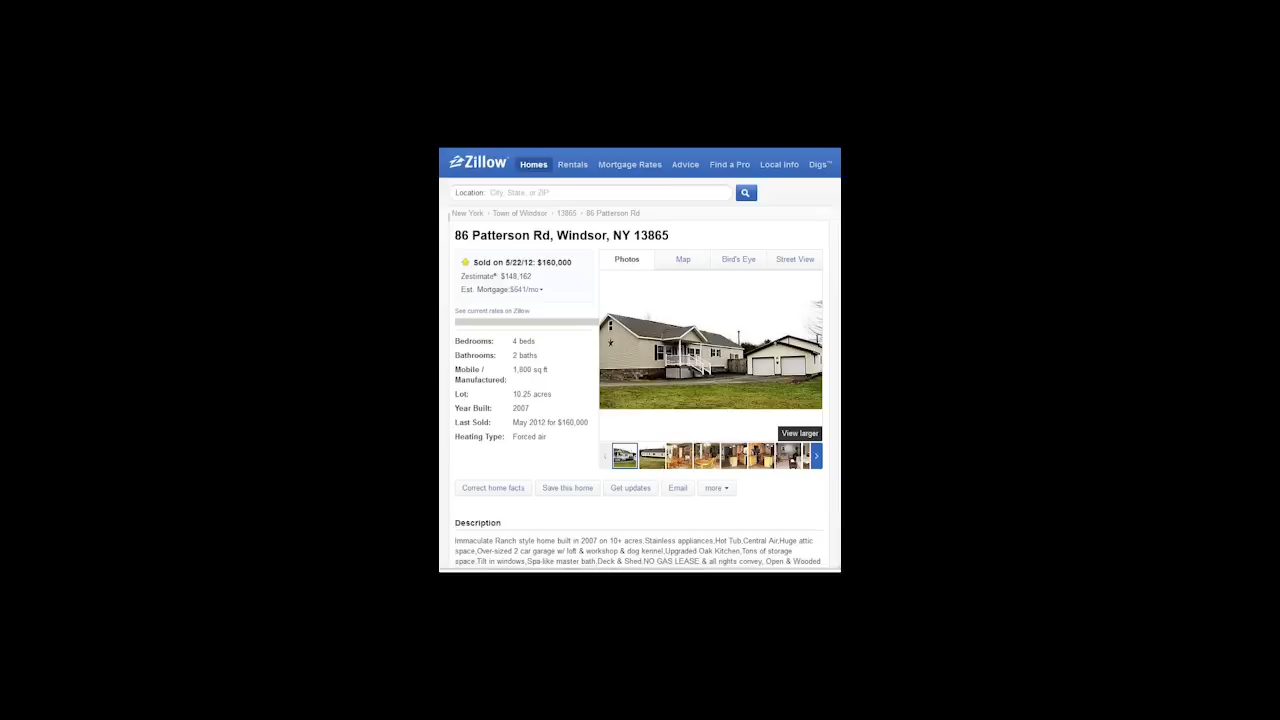 Zillow Homes Rentals Mortgage Rates Advice Find a Pro Local Info Digs™
Location: City, State, or ZIP
New York › Town of Windsor › 13865 › 86 Patterson Rd
86 Patterson Rd, Windsor, NY 13865
Sold on 5/22/12: $160,000
Zestimate®: $148,162
Est. Mortgage:$641/mo
See current rates on Zillow
Photos Map Bird's Eye Street View
Bedrooms: 4 beds
Bathrooms: 2 baths
Mobile / 1,800 sq ft
Manufactured:
Lot: 10.25 acres
Year Built: 2007
Last Sold: May 2012 for $160,000
Heating Type: Forced air
View larger
Correct home facts Save this home Get updates Email more
Description
Immaculate Ranch style home built in 2007 on 10+ acres.Stainless appliances,Hot Tub,Central Air,Huge attic
space,Over-sized 2 car garage w/ loft & workshop & dog kennel,Upgraded Oak Kitchen,Tons of storage
space.Tilt in windows,Spa-like master bath,Deck & Shed,NO GAS LEASE & all rights convey, Open & Wooded